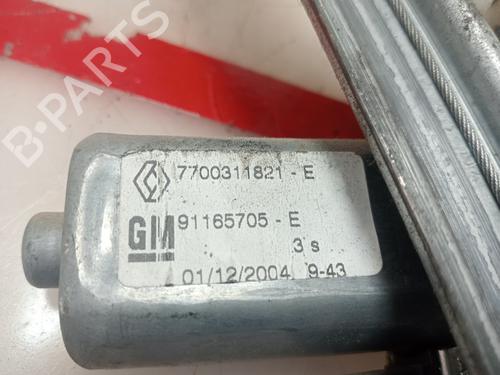 B-PARTS
7700311821 - E
GM 91165705 - E
3 s
01/12/2004 9-43